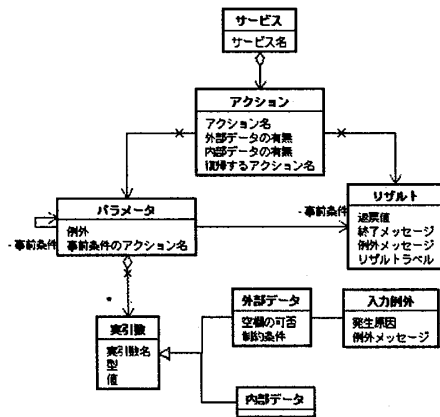 サービス
サービス名
アクション
アクション名
外部データの有無
内部データの有無
復帰するアクション名
パラメータ
例外
事前条件のアクション名
- 事前条件
- 事前条件
リザルト
返戻値
終了メッセージ
例外メッセージ
リザルトラベル
*
実引数
実引数名
型
値
外部データ
空欄の可否
制約条件
入力例外
発生原因
例外メッセージ
内部データ